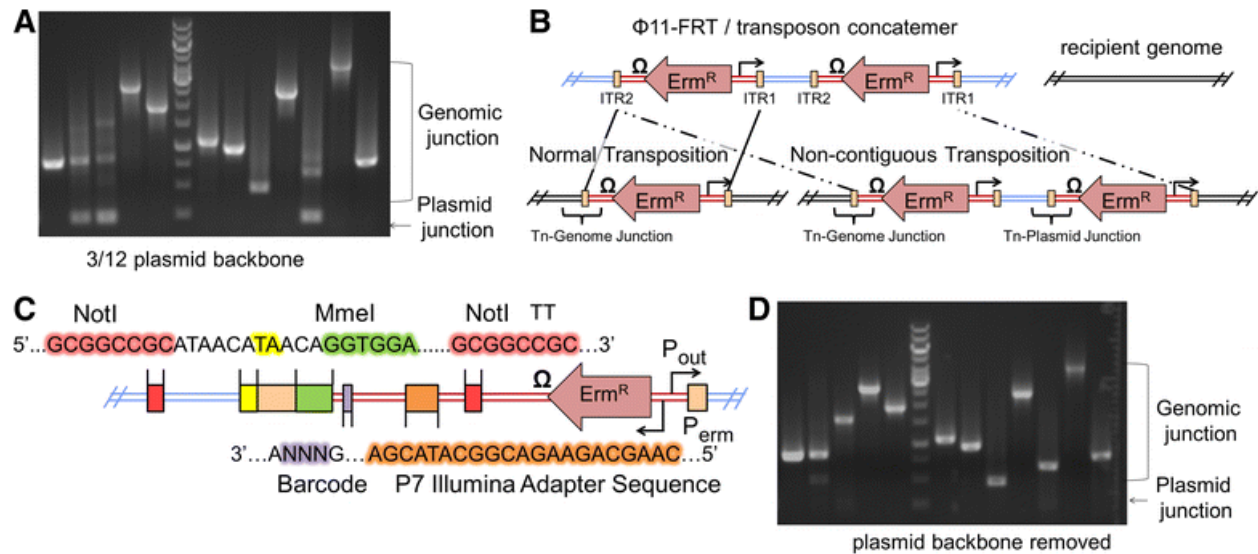 A
Genomic
junction
Plasmid
junction
3/12 plasmid backbone
B
Φ11-FRT / transposon concatemer
recipient genome
Ω
Erm^R
Ω
Erm^R
ITR2
ITR1
ITR2
ITR1
Normal Transposition
Non-contiguous Transposition
Ω
Erm^R
Ω
Erm^R
Ω
Erm^R
Tn-Genome Junction
Tn-Genome Junction
Tn-Plasmid Junction
C
NotI
MmeI
NotI
TT
5’...GCGGCCGCATAACATAACAGGTGGA......GCGGCCGC...3’
Ω
Erm^R
P_out
P_erm
3’...ANNNG...AGCATACGGCAGAAGACGAAC...5’
Barcode
P7 Illumina Adapter Sequence
D
Genomic
junction
Plasmid
junction
plasmid backbone removed